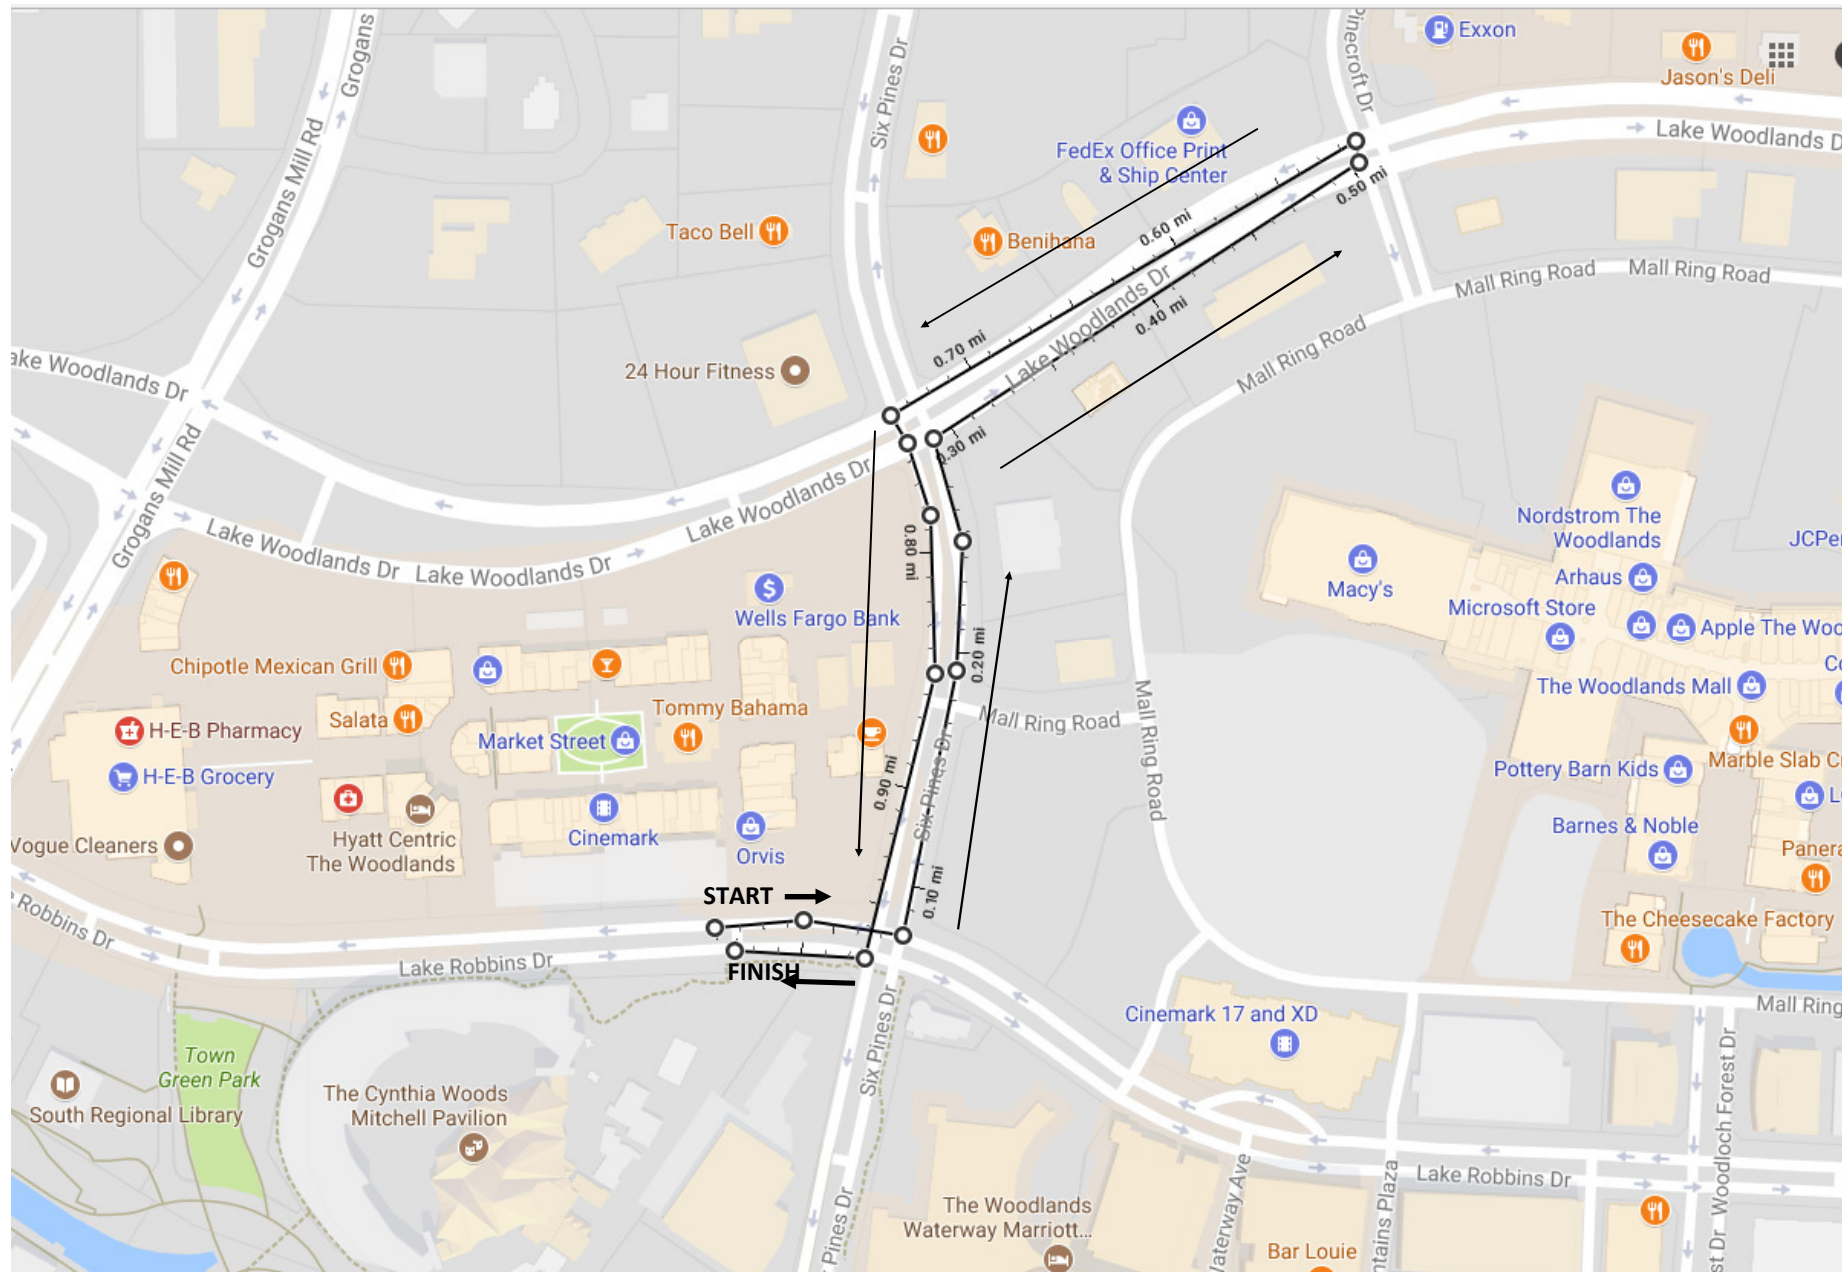 Exxon
Jason's Deli
Grogans
Six Pines Dr
inecroft Dr
Lake Woodlands D
FedEx Office Print
& Ship Center
0.50 mi
Grogans Mill Rd
Taco Bell
Benihana
0.60 mi
Mall Ring Road
Mall Ring Road
Lake Woodlands Dr
0.40 mi
0.70 mi
Mall Ring Road
24 Hour Fitness
ake Woodlands Dr
0.30 mi
Grogans Mill Rd
Lake Woodlands Dr
Lake Woodlands Dr
Lake Woodlands Dr
0.80 mi
Nordstrom The
Woodlands
JCPe
Macy's
Arhaus
Microsoft Store
Apple The Woo
Wells Fargo Bank
0.20 mi
Chipotle Mexican Grill
The Woodlands Mall
Co
Salata
Tommy Bahama
Mall Ring Road
Mall Ring Road
H-E-B Pharmacy
Market Street
H-E-B Grocery
0.90 mi
Six Pines Dr
Pottery Barn Kids
Marble Slab C
L
Cinemark
Orvis
Barnes & Noble
Vogue Cleaners
Hyatt Centric
The Woodlands
Panera
START
0.10 mi
The Cheesecake Factory
Robbins Dr
Lake Robbins Dr
FINISH
Six Pines Dr
Cinemark 17 and XD
Mall Ring
Town
Green Park
The Cynthia Woods
Mitchell Pavilion
South Regional Library
Woodloch Forest Dr
Lake Robbins Dr
The Woodlands
Waterway Marriott...
Pines Dr
aterway Ave
ntains Plaza
st Dr
Bar Louie